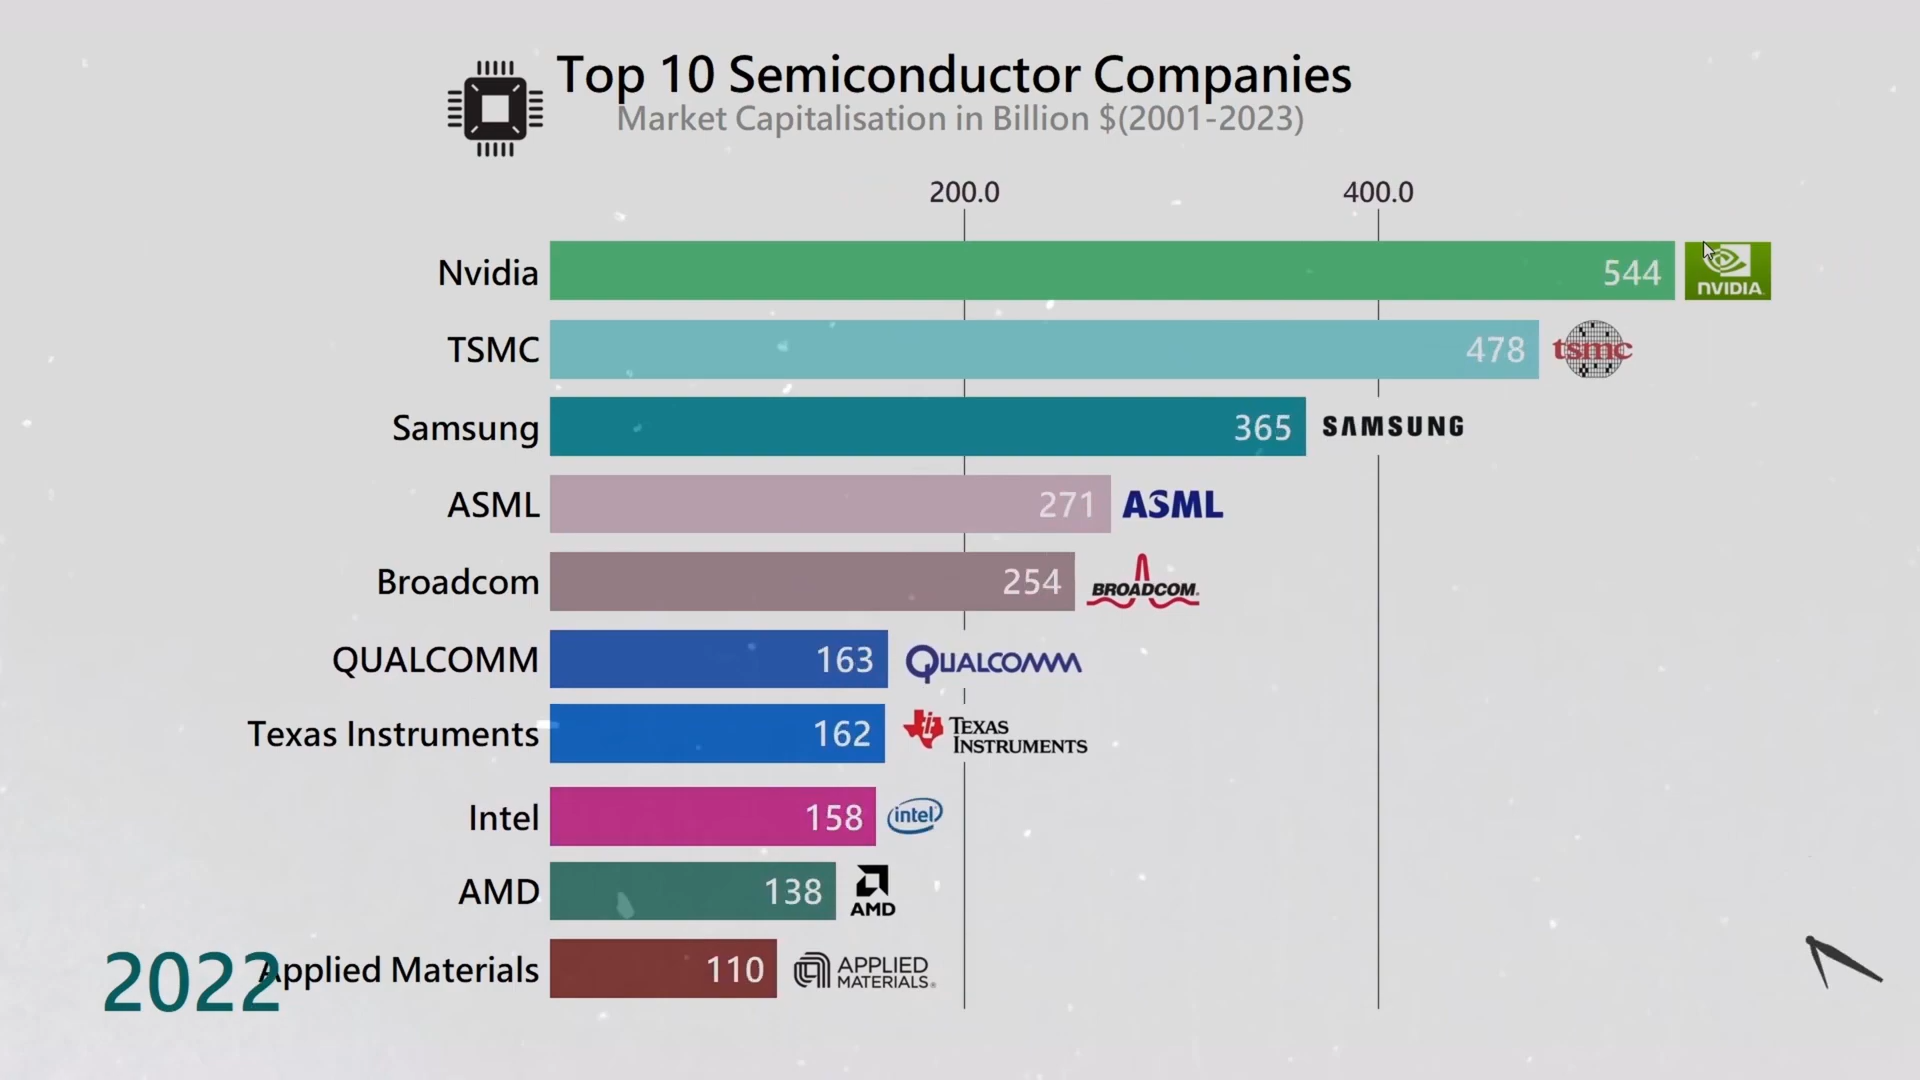 Top 10 Semiconductor Companies
Market Capitalisation in Billion $(2001-2023)
200.0 400.0
Nvidia 544 NVIDIA
TSMC 478 tsmc
Samsung 365 SAMSUNG
ASML 271 ASML
Broadcom 254 BROADCOM.
QUALCOMM 163 QUALCOMM
Texas Instruments 162 TEXAS
INSTRUMENTS
Intel 158 intel
AMD 138 AMD
Applied Materials 110 APPLIED
MATERIALS.
2022